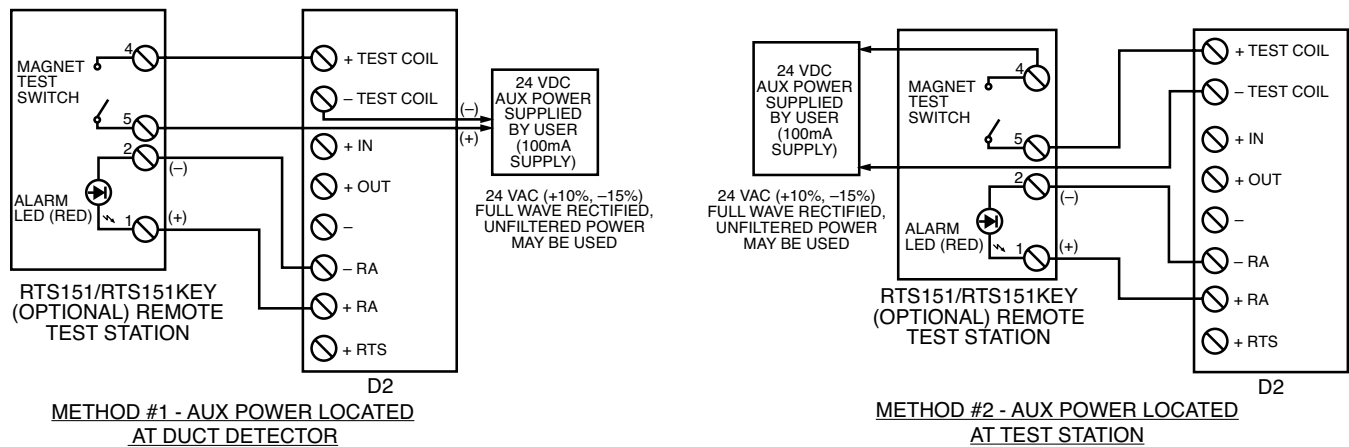 MAGNET
TEST
SWITCH
4
5
2
(–)
ALARM
LED (RED)
1
(+)
RTS151/RTS151KEY
(OPTIONAL) REMOTE
TEST STATION
+ TEST COIL
– TEST COIL
+ IN
+ OUT
–
– RA
+ RA
+ RTS
D2
(–)
(+)
24 VDC
AUX POWER
SUPPLIED
BY USER
(100mA
SUPPLY)
24 VAC (+10%, –15%)
FULL WAVE RECTIFIED,
UNFILTERED POWER
MAY BE USED
METHOD #1 - AUX POWER LOCATED
AT DUCT DETECTOR
24 VDC
AUX POWER
SUPPLIED
BY USER
(100mA
SUPPLY)
24 VAC (+10%, –15%)
FULL WAVE RECTIFIED,
UNFILTERED POWER
MAY BE USED
4
MAGNET
TEST
SWITCH
5
2
(–)
ALARM
LED (RED)
1
(+)
RTS151/RTS151KEY
(OPTIONAL) REMOTE
TEST STATION
+ TEST COIL
– TEST COIL
+ IN
+ OUT
–
– RA
+ RA
+ RTS
D2
METHOD #2 - AUX POWER LOCATED
AT TEST STATION